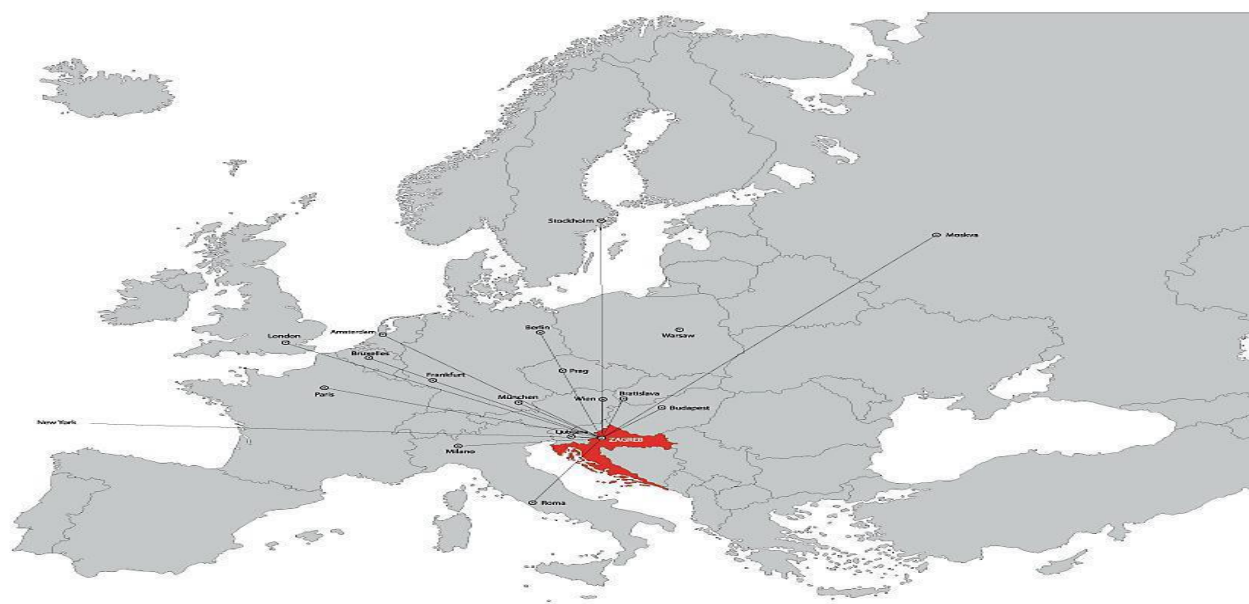 Stockholm
Moskva
Berlin
Amsterdam
Warsaw
London
Bruxelles
Prag
Frankfurt
Paris
München
Wien
Bratislava
Budapest
New York
Ljubljana
ZAGREB
Milano
Roma